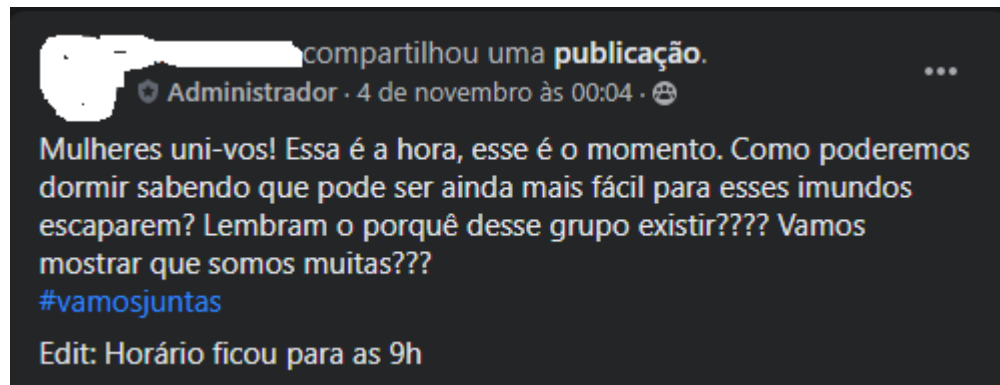 compartilhou uma publicação.
Administrador · 4 de novembro às 00:04 ·
Mulheres uni-vos! Essa é a hora, esse é o momento. Como poderemos
dormir sabendo que pode ser ainda mais fácil para esses imundos
escaparem? Lembram o porquê desse grupo existir???? Vamos
mostrar que somos muitas???
#vamosjuntas
Edit: Horário ficou para as 9h